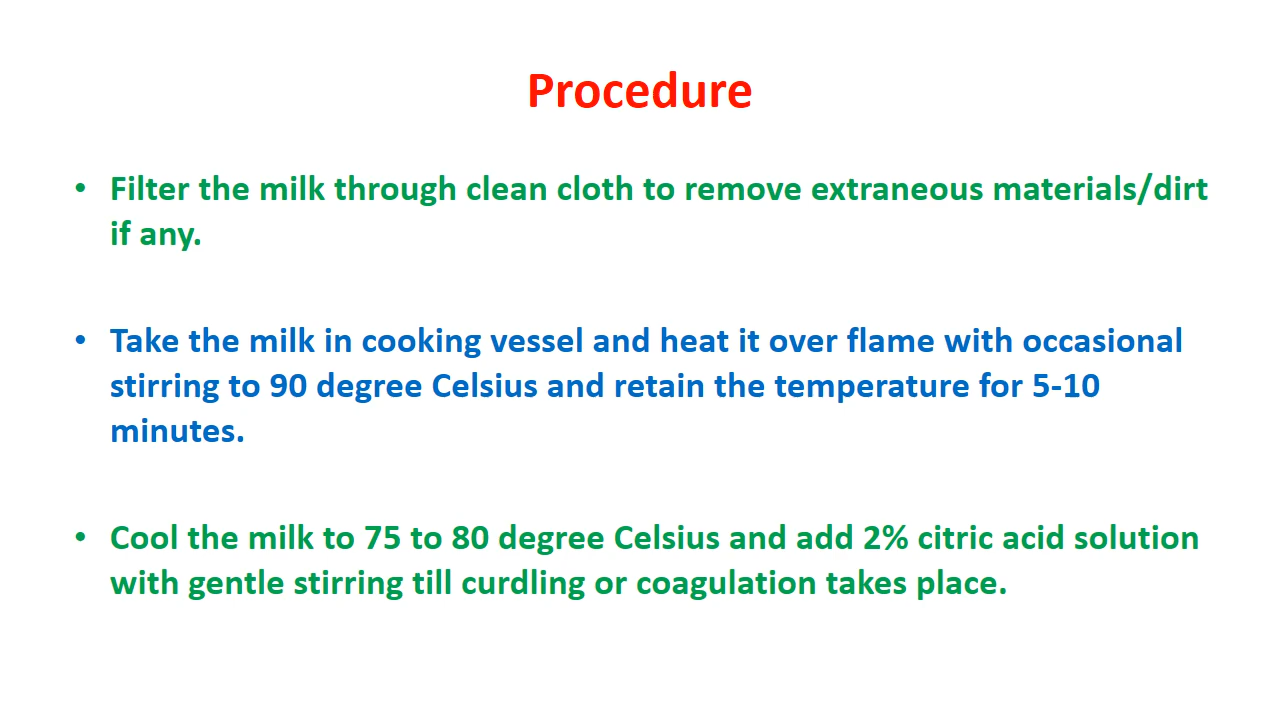 Procedure
• Filter the milk through clean cloth to remove extraneous materials/dirt
if any.
• Take the milk in cooking vessel and heat it over flame with occasional
stirring to 90 degree Celsius and retain the temperature for 5-10
minutes.
• Cool the milk to 75 to 80 degree Celsius and add 2% citric acid solution
with gentle stirring till curdling or coagulation takes place.